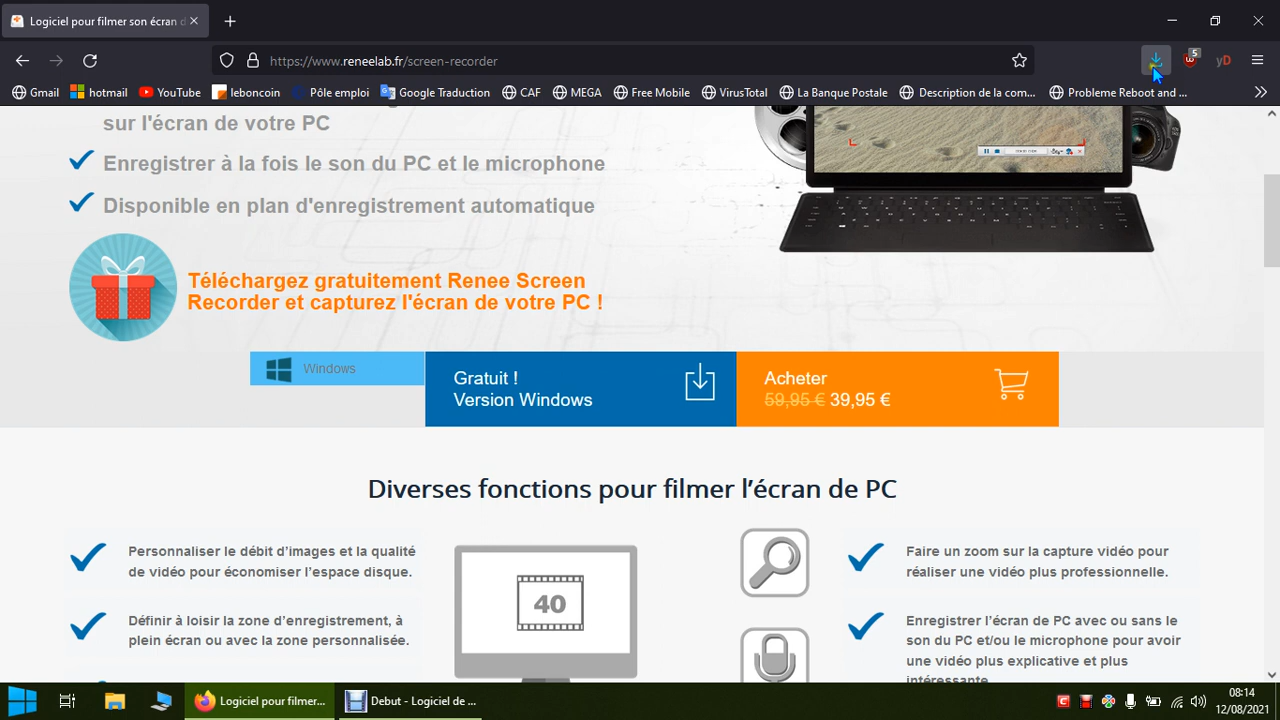 Logiciel pour filmer son écran d
https://www.reneelab.fr/screen-recorder
5
yD
Gmail
hotmail
YouTube
leboncoin
Pôle emploi
Google Traduction
CAF
MEGA
Free Mobile
VirusTotal
La Banque Postale
Description de la com...
Probleme Reboot and ...
sur l'écran de votre PC
Enregistrer à la fois le son du PC et le microphone
Disponible en plan d'enregistrement automatique
Téléchargez gratuitement Renee Screen
Recorder et capturez l'écran de votre PC !
Windows
Gratuit !
Version Windows
Acheter
59,95 € 39,95 €
Diverses fonctions pour filmer l’écran de PC
Personnaliser le débit d’images et la qualité
de vidéo pour économiser l’espace disque.
Définir à loisir la zone d’enregistrement, à
plein écran ou avec la zone personnalisée.
40
Faire un zoom sur la capture vidéo pour
réaliser une vidéo plus professionnelle.
Enregistrer l’écran de PC avec ou sans le
son du PC et/ou le microphone pour avoir
une vidéo plus explicative et plus
intéressante.
Logiciel pour filmer...
Debut - Logiciel de ...
08:14
12/08/2021